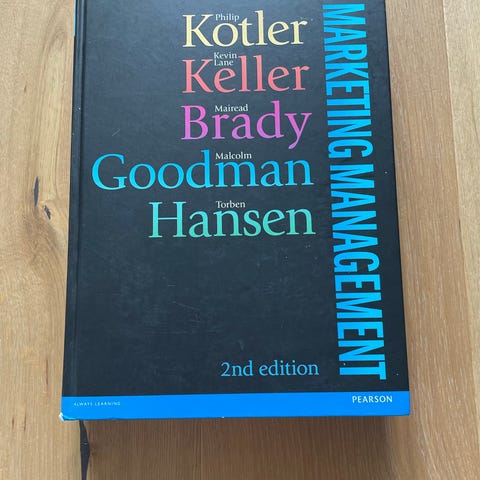 Philip
Kotler
Kevin
Lane
Keller
Mairead
Brady
Malcolm
Goodman
Torben
Hansen
MARKETING MANAGEMENT
2nd edition
ALWAYS LEARNING
PEARSON